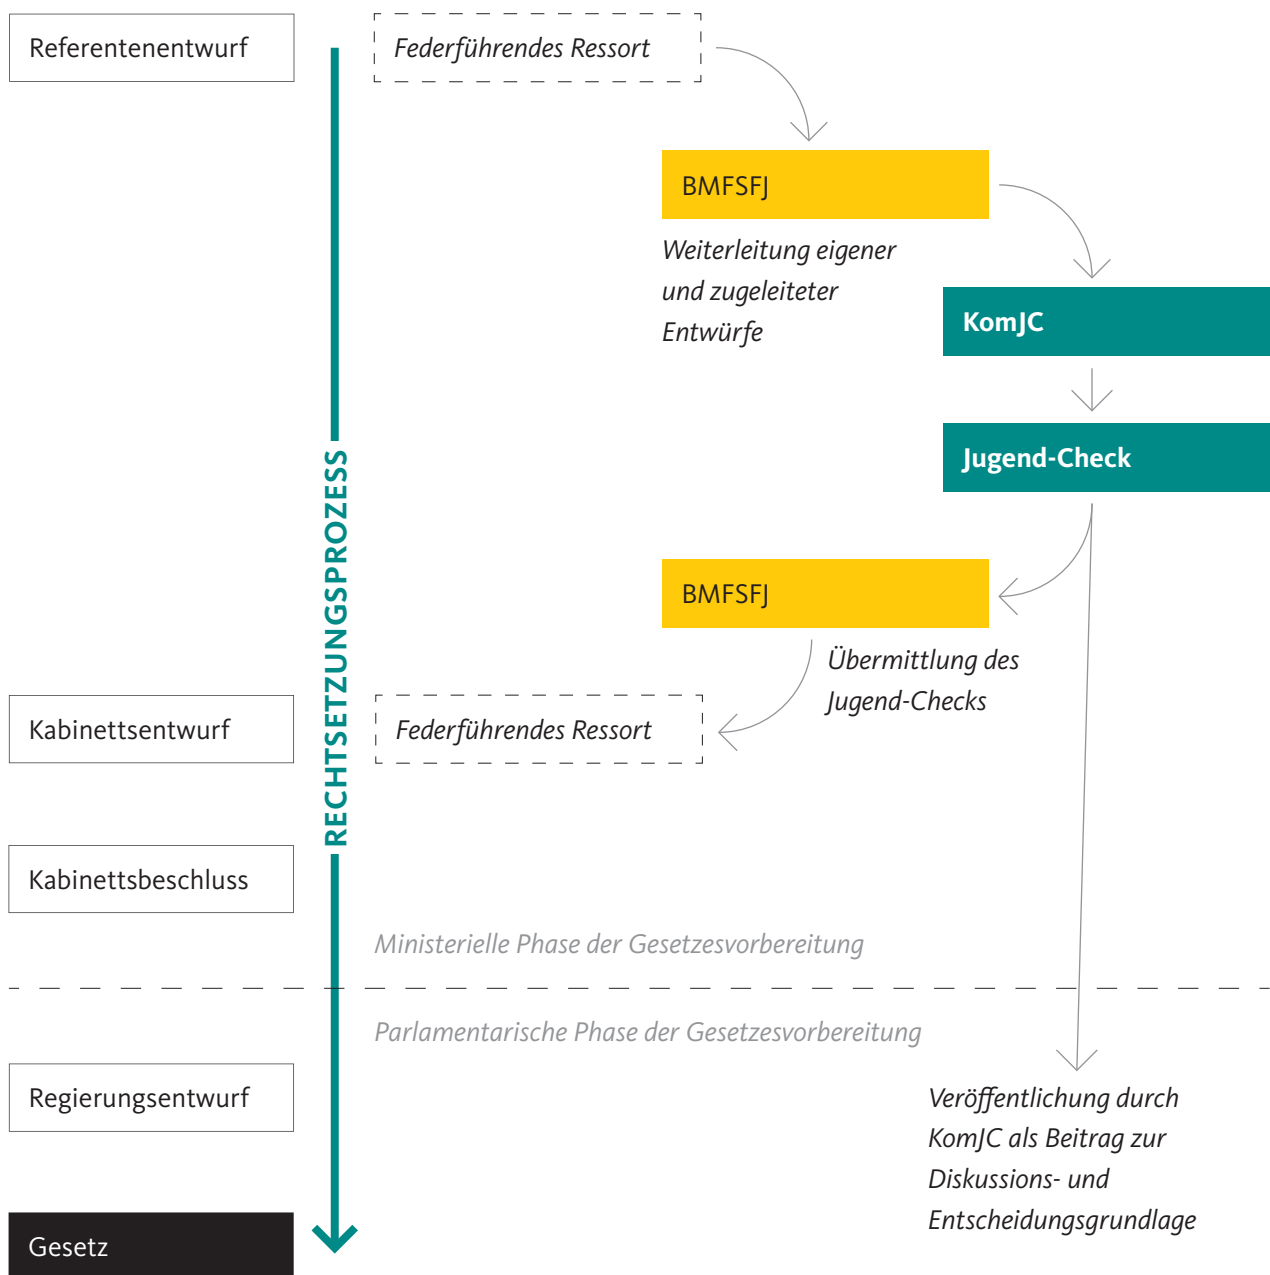 Referentenentwurf
Federführendes Ressort
BMFSFJ
Weiterleitung eigener
und zugeleiteter
Entwürfe
KomJC
Jugend-Check
RECHTSETZUNGSPROZESS
BMFSFJ
Übermittlung des
Jugend-Checks
Kabinettsentwurf
Federführendes Ressort
Kabinettsbeschluss
Ministerielle Phase der Gesetzesvorbereitung
Parlamentarische Phase der Gesetzesvorbereitung
Regierungsentwurf
Veröffentlichung durch
KomJC als Beitrag zur
Diskussions- und
Entscheidungsgrundlage
Gesetz